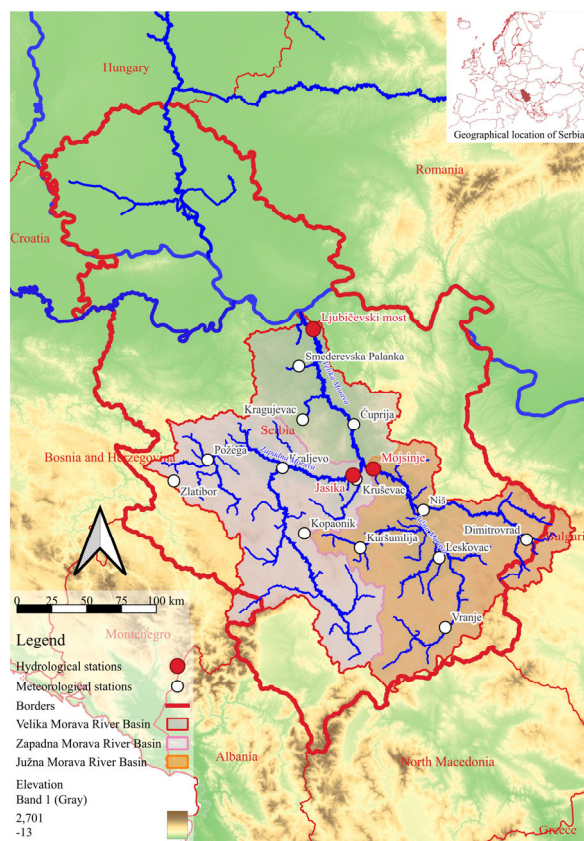 Hungary
Geographical location of Serbia
Romania
Croatia
Ljubičevski most
Smederevska Palanka
Velika Morava
Kragujevac
Ćuprija
Serbia
Bosnia and Herzegovina
Požega
Zapadna Morava
Kraljevo
Mojsinje
Zlatibor
Jasika
Kruševac
Niš
Kopaonik
Dimitrovrad
Kuršumlija
Leskovac
Vranje
0 25 50 75 100 km
Legend
Montenegro
Hydrological stations
Meteorological stations
Borders
Velika Morava River Basin
Zapadna Morava River Basin
Južna Morava River Basin
Albania
North Macedonia
Elevation
Band 1 (Gray)
2,701
-13
Greece